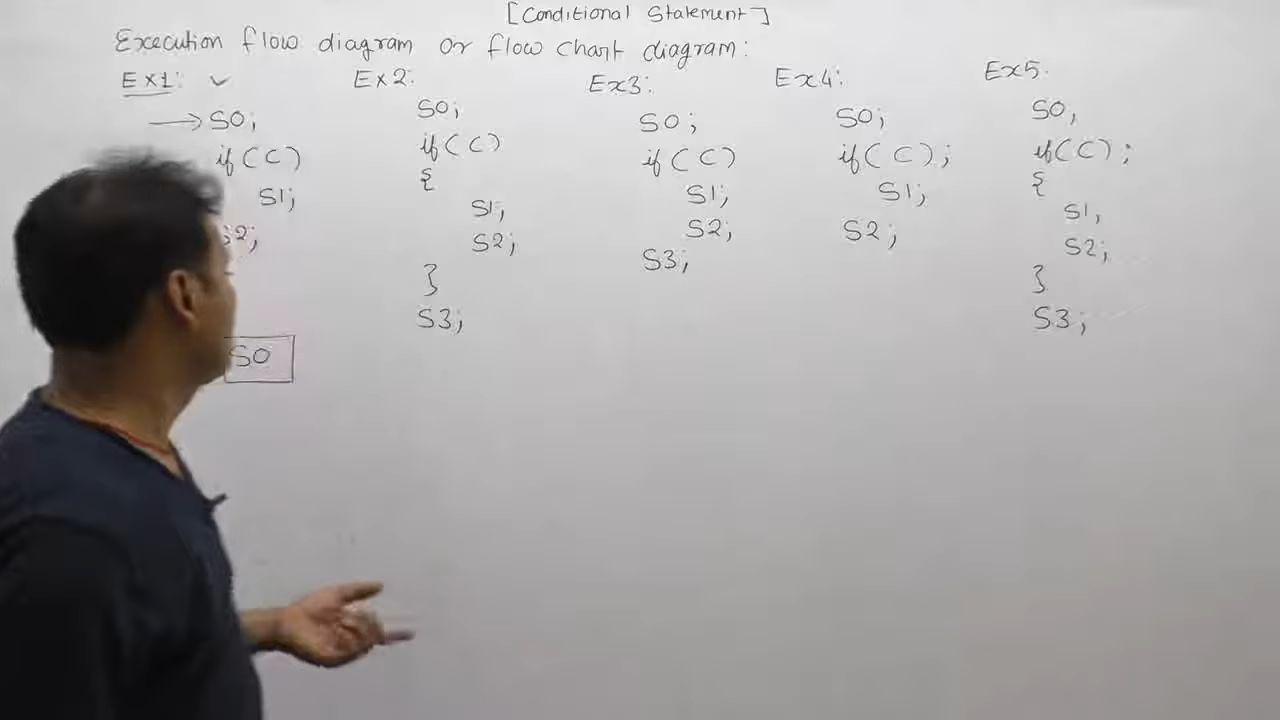 [Conditional Statement]
Execution flow diagram or flow chart diagram:
Ex1: ✓
→ S0;
if(C)
S1;
S2;
S0
Ex2:
S0;
if(C)
{
S1;
S2;
}
S3;
Ex3:
S0;
if(C)
S1;
S2;
S3;
Ex4:
S0;
if(C);
S1;
S2;
Ex5.
S0;
if(C);
{
S1,
S2;
}
S3;